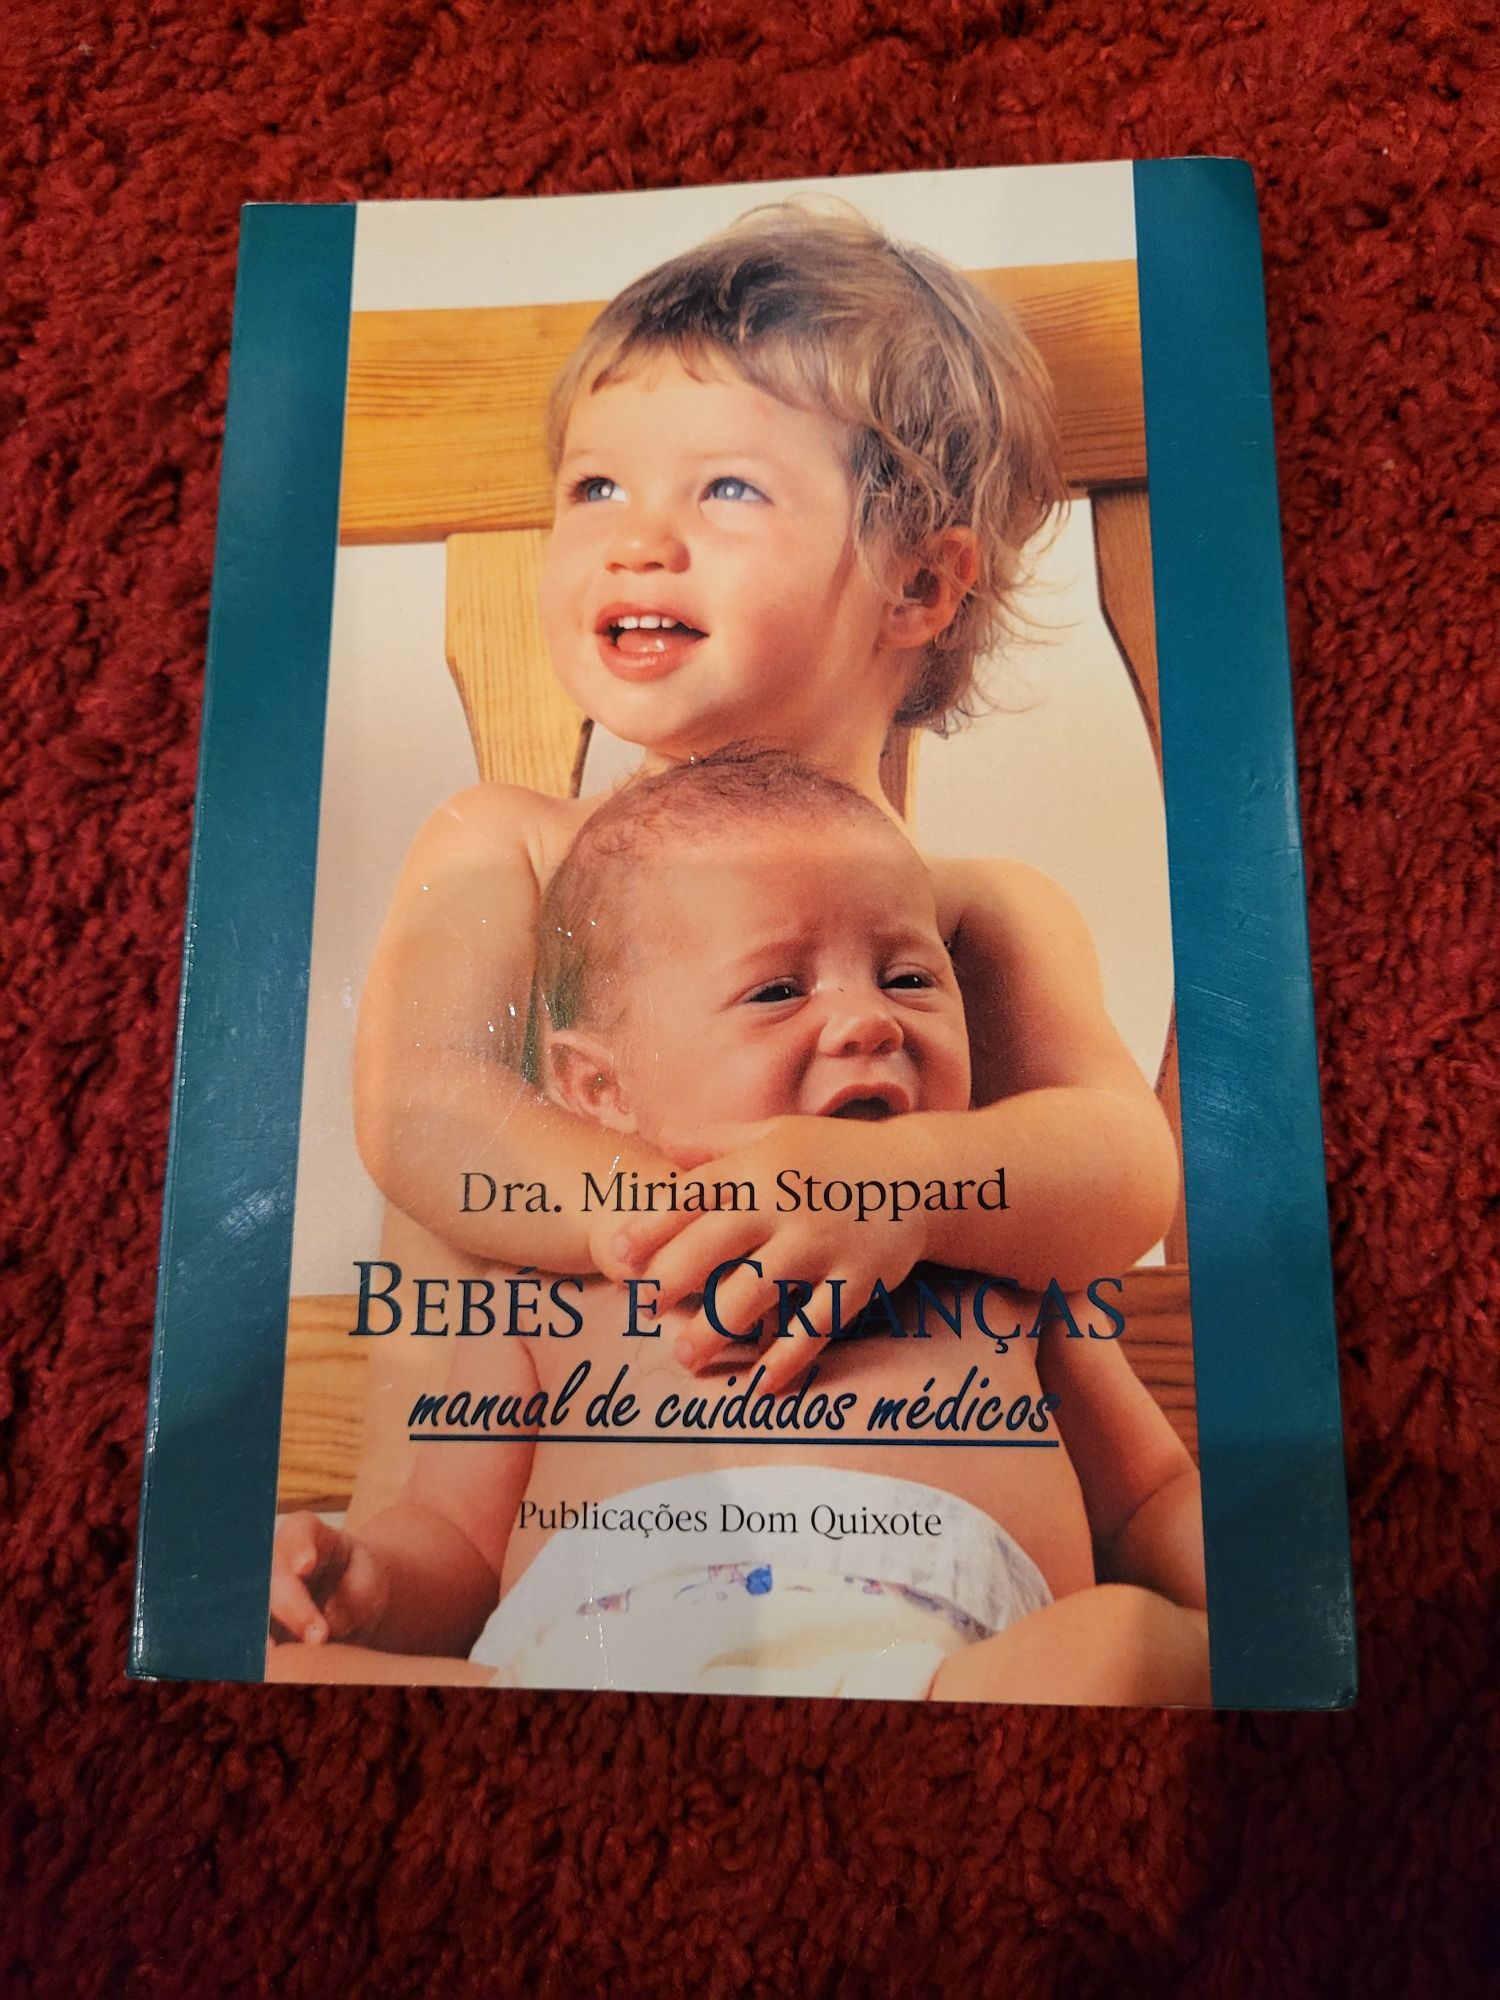 Dra. Miriam Stoppard
BEBÉS E CRIANÇAS
manual de cuidados médicos
Publicações Dom Quixote